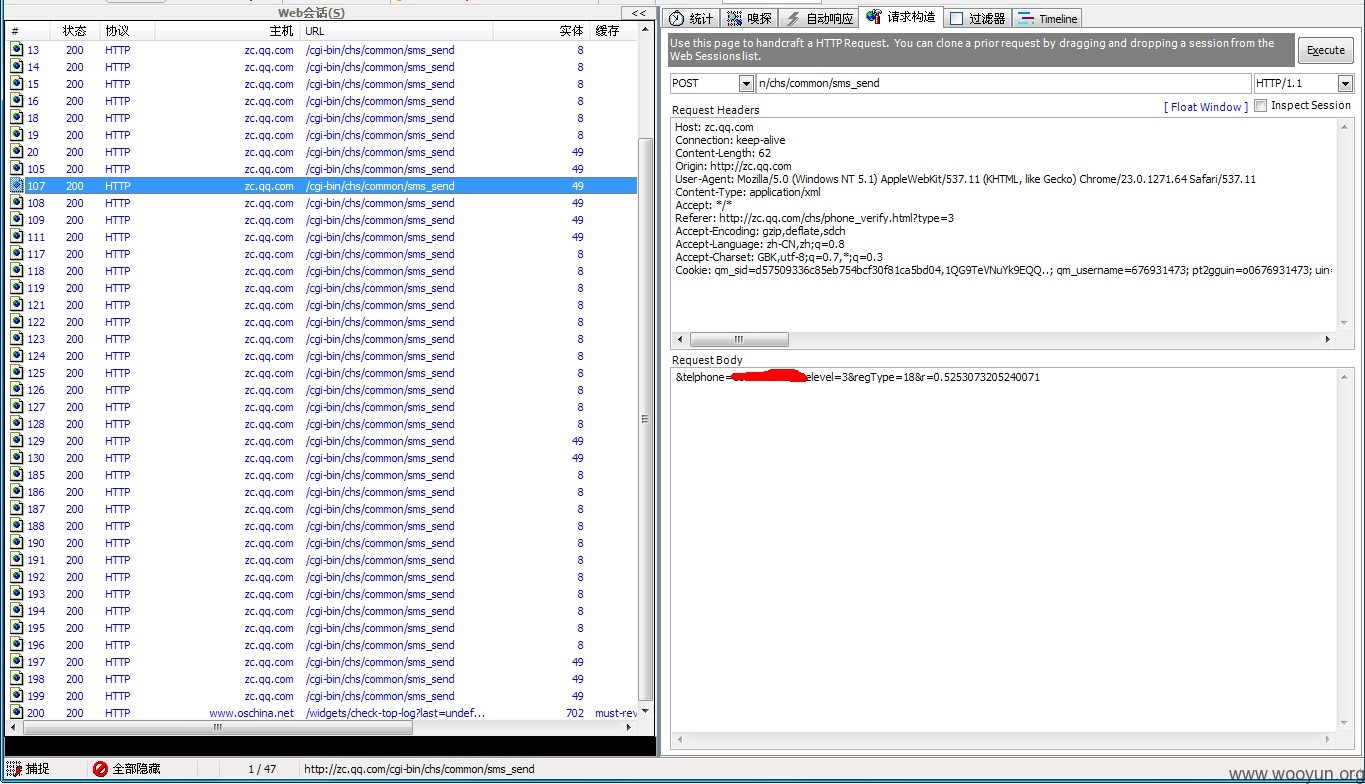 Web会话(S)
<<
# 状态 协议 主机 URL 实体 缓存
13 200 HTTP zc.qq.com /cgi-bin/chs/common/sms_send 8
14 200 HTTP zc.qq.com /cgi-bin/chs/common/sms_send 8
15 200 HTTP zc.qq.com /cgi-bin/chs/common/sms_send 8
16 200 HTTP zc.qq.com /cgi-bin/chs/common/sms_send 8
18 200 HTTP zc.qq.com /cgi-bin/chs/common/sms_send 8
19 200 HTTP zc.qq.com /cgi-bin/chs/common/sms_send 8
20 200 HTTP zc.qq.com /cgi-bin/chs/common/sms_send 49
105 200 HTTP zc.qq.com /cgi-bin/chs/common/sms_send 49
107 200 HTTP zc.qq.com /cgi-bin/chs/common/sms_send 49
108 200 HTTP zc.qq.com /cgi-bin/chs/common/sms_send 49
109 200 HTTP zc.qq.com /cgi-bin/chs/common/sms_send 49
111 200 HTTP zc.qq.com /cgi-bin/chs/common/sms_send 49
117 200 HTTP zc.qq.com /cgi-bin/chs/common/sms_send 8
118 200 HTTP zc.qq.com /cgi-bin/chs/common/sms_send 8
119 200 HTTP zc.qq.com /cgi-bin/chs/common/sms_send 8
121 200 HTTP zc.qq.com /cgi-bin/chs/common/sms_send 8
122 200 HTTP zc.qq.com /cgi-bin/chs/common/sms_send 8
123 200 HTTP zc.qq.com /cgi-bin/chs/common/sms_send 8
124 200 HTTP zc.qq.com /cgi-bin/chs/common/sms_send 8
125 200 HTTP zc.qq.com /cgi-bin/chs/common/sms_send 8
126 200 HTTP zc.qq.com /cgi-bin/chs/common/sms_send 8
127 200 HTTP zc.qq.com /cgi-bin/chs/common/sms_send 8
128 200 HTTP zc.qq.com /cgi-bin/chs/common/sms_send 8
129 200 HTTP zc.qq.com /cgi-bin/chs/common/sms_send 49
130 200 HTTP zc.qq.com /cgi-bin/chs/common/sms_send 49
185 200 HTTP zc.qq.com /cgi-bin/chs/common/sms_send 8
186 200 HTTP zc.qq.com /cgi-bin/chs/common/sms_send 8
187 200 HTTP zc.qq.com /cgi-bin/chs/common/sms_send 8
188 200 HTTP zc.qq.com /cgi-bin/chs/common/sms_send 8
190 200 HTTP zc.qq.com /cgi-bin/chs/common/sms_send 8
191 200 HTTP zc.qq.com /cgi-bin/chs/common/sms_send 8
192 200 HTTP zc.qq.com /cgi-bin/chs/common/sms_send 8
193 200 HTTP zc.qq.com /cgi-bin/chs/common/sms_send 8
194 200 HTTP zc.qq.com /cgi-bin/chs/common/sms_send 8
195 200 HTTP zc.qq.com /cgi-bin/chs/common/sms_send 8
196 200 HTTP zc.qq.com /cgi-bin/chs/common/sms_send 8
197 200 HTTP zc.qq.com /cgi-bin/chs/common/sms_send 49
198 200 HTTP zc.qq.com /cgi-bin/chs/common/sms_send 49
199 200 HTTP zc.qq.com /cgi-bin/chs/common/sms_send 49
200 200 HTTP www.oschina.net /widgets/check-top-log?last=undef... 702 must-rev
捕捉 全部隐藏 1 / 47 http://zc.qq.com/cgi-bin/chs/common/sms_send
统计 嗅探 自动响应 请求构造 过滤器 Timeline
Use this page to handcraft a HTTP Request. You can clone a prior request by dragging and dropping a session from the
Web Sessions list.
Execute
POST n/chs/common/sms_send HTTP/1.1
Request Headers [ Float Window ] Inspect Session
Host: zc.qq.com
Connection: keep-alive
Content-Length: 62
Origin: http://zc.qq.com
User-Agent: Mozilla/5.0 (Windows NT 5.1) AppleWebKit/537.11 (KHTML, like Gecko) Chrome/23.0.1271.64 Safari/537.11
Content-Type: application/xml
Accept: */*
Referer: http://zc.qq.com/chs/phone_verify.html?type=3
Accept-Encoding: gzip,deflate,sdch
Accept-Language: zh-CN,zh;q=0.8
Accept-Charset: GBK,utf-8;q=0.7,*;q=0.3
Cookie: qm_sid=d57509336c85eb754bcf30f81ca5bd04,1QG9TeVNuYk9EQQ..; qm_username=676931473; pt2gguin=o0676931473; uin=
Request Body
&telphone= elevel=3&regType=18&r=0.5253073205240071
www.wooyun.org